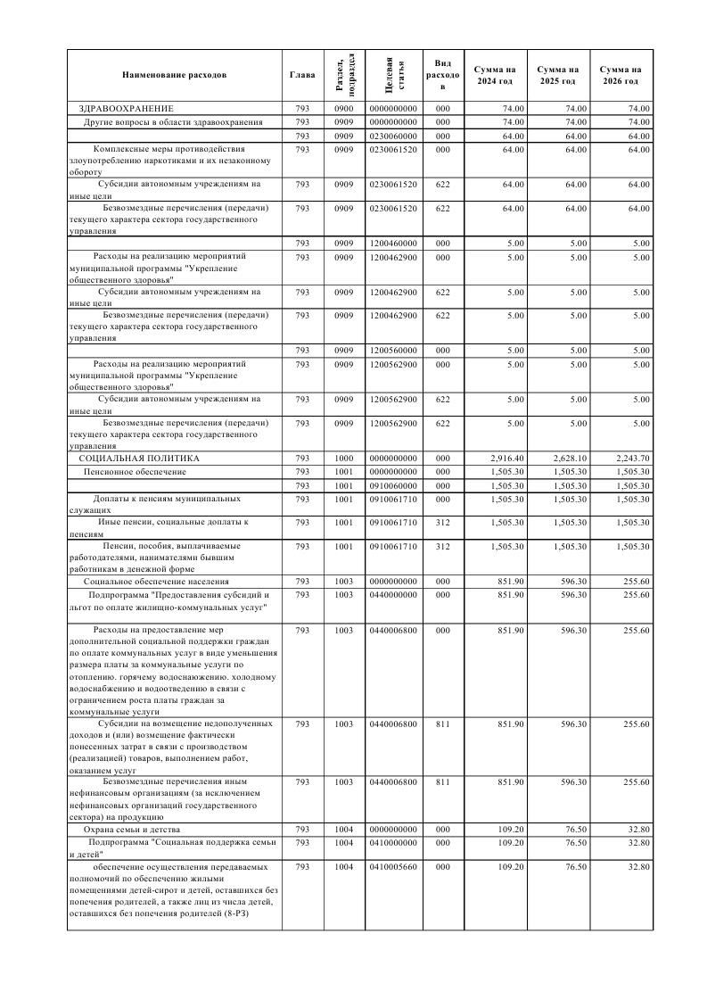 Наименование расходов Глава Раздел, подраздел Целевая статья Вид расходов Сумма на 2024 год Сумма на 2025 год Сумма на 2026 год
ЗДРАВООХРАНЕНИЕ 793 0900 0000000000 000 74.00 74.00 74.00
Другие вопросы в области здравоохранения 793 0909 0000000000 000 74.00 74.00 74.00
793 0909 0230060000 000 64.00 64.00 64.00
Комплексные меры противодействия 793 0909 0230061520 000 64.00 64.00 64.00
злоупотреблению наркотиками и их незаконному
обороту
Субсидии автономным учреждениям на 793 0909 0230061520 622 64.00 64.00 64.00
иные цели
Безвозмездные перечисления (передачи) 793 0909 0230061520 622 64.00 64.00 64.00
текущего характера сектора государственного
управления
793 0909 1200460000 000 5.00 5.00 5.00
Расходы на реализацию мероприятий 793 0909 1200462900 000 5.00 5.00 5.00
муниципальной программы "Укрепление
общественного здоровья"
Субсидии автономным учреждениям на 793 0909 1200462900 622 5.00 5.00 5.00
иные цели
Безвозмездные перечисления (передачи) 793 0909 1200462900 622 5.00 5.00 5.00
текущего характера сектора государственного
управления
793 0909 1200560000 000 5.00 5.00 5.00
Расходы на реализацию мероприятий 793 0909 1200562900 000 5.00 5.00 5.00
муниципальной программы "Укрепление
общественного здоровья"
Субсидии автономным учреждениям на 793 0909 1200562900 622 5.00 5.00 5.00
иные цели
Безвозмездные перечисления (передачи) 793 0909 1200562900 622 5.00 5.00 5.00
текущего характера сектора государственного
управления
СОЦИАЛЬНАЯ ПОЛИТИКА 793 1000 0000000000 000 2,916.40 2,628.10 2,243.70
Пенсионное обеспечение 793 1001 0000000000 000 1,505.30 1,505.30 1,505.30
793 1001 0910060000 000 1,505.30 1,505.30 1,505.30
Доплаты к пенсиям муниципальных 793 1001 0910061710 000 1,505.30 1,505.30 1,505.30
служащих
Иные пенсии, социальные доплаты к 793 1001 0910061710 312 1,505.30 1,505.30 1,505.30
пенсиям
Пенсии, пособия, выплачиваемые 793 1001 0910061710 312 1,505.30 1,505.30 1,505.30
работодателями, нанимателями бывшим
работникам в денежной форме
Социальное обеспечение населения 793 1003 0000000000 000 851.90 596.30 255.60
Подпрограмма "Предоставления субсидий и 793 1003 0440000000 000 851.90 596.30 255.60
льгот по оплате жилищно-коммунальных услуг"
Расходы на предоставление мер 793 1003 0440006800 000 851.90 596.30 255.60
дополнительной социальной поддержки граждан
по оплате коммунальных услуг в виде уменьшения
размера платы за коммунальные услуги по
отоплению. горячему водоснаюжению. холодному
водоснабжению и водоотведению в связи с
ограничением роста платы граждан за
коммунальные услуги
Субсидии на возмещение недополученных 793 1003 0440006800 811 851.90 596.30 255.60
доходов и (или) возмещение фактически
понесенных затрат в связи с производством
(реализацией) товаров, выполнением работ,
оказанием услуг
Безвозмездные перечисления иным 793 1003 0440006800 811 851.90 596.30 255.60
нефинансовым организациям (за исключением
нефинансовых организаций государственного
сектора) на продукцию
Охрана семьи и детства 793 1004 0000000000 000 109.20 76.50 32.80
Подпрограмма "Социальная поддержка семьи 793 1004 0410000000 000 109.20 76.50 32.80
и детей"
обеспечение осуществления передаваемых 793 1004 0410005660 000 109.20 76.50 32.80
полномочий по обеспечению жилыми
помещениями детей-сирот и детей, оставшихся без
попечения родителей, а также лиц из числа детей,
оставшихся без попечения родителей (8-РЗ)